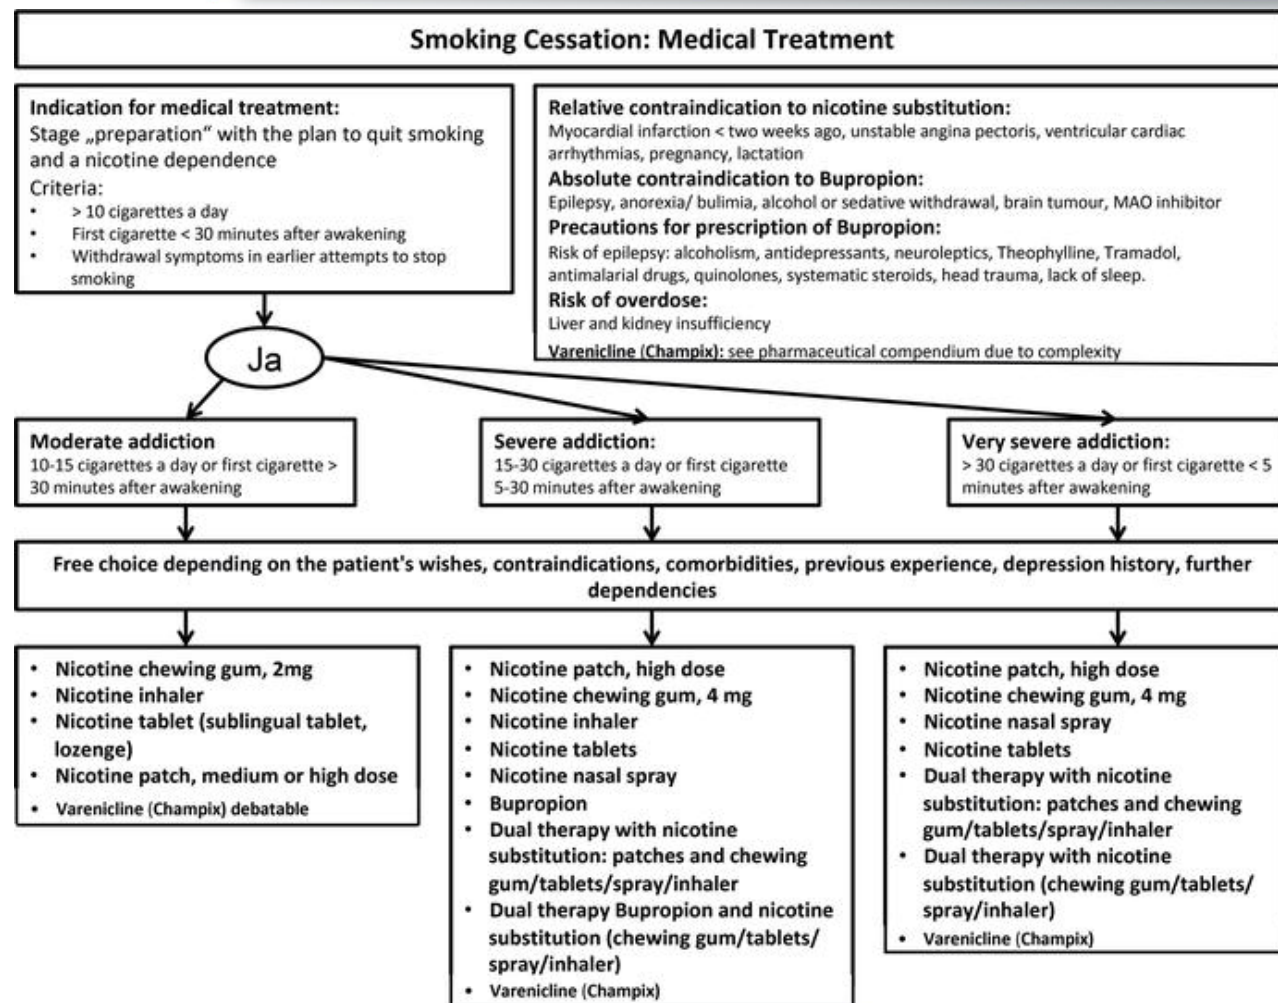 Smoking Cessation: Medical Treatment
Indication for medical treatment:
Stage „preparation“ with the plan to quit smoking
and a nicotine dependence
Criteria:
• > 10 cigarettes a day
• First cigarette < 30 minutes after awakening
• Withdrawal symptoms in earlier attempts to stop
smoking
Relative contraindication to nicotine substitution:
Myocardial infarction < two weeks ago, unstable angina pectoris, ventricular cardiac
arrhythmias, pregnancy, lactation
Absolute contraindication to Bupropion:
Epilepsy, anorexia/ bulimia, alcohol or sedative withdrawal, brain tumour, MAO inhibitor
Precautions for prescription of Bupropion:
Risk of epilepsy: alcoholism, antidepressants, neuroleptics, Theophylline, Tramadol,
antimalarial drugs, quinolones, systematic steroids, head trauma, lack of sleep.
Risk of overdose:
Liver and kidney insufficiency
Varenicline (Champix): see pharmaceutical compendium due to complexity
Ja
Moderate addiction
10-15 cigarettes a day or first cigarette >
30 minutes after awakening
Severe addiction:
15-30 cigarettes a day or first cigarette
5-30 minutes after awakening
Very severe addiction:
> 30 cigarettes a day or first cigarette < 5
minutes after awakening
Free choice depending on the patient's wishes, contraindications, comorbidities, previous experience, depression history, further
dependencies
• Nicotine chewing gum, 2mg
• Nicotine inhaler
• Nicotine tablet (sublingual tablet,
lozenge)
• Nicotine patch, medium or high dose
• Varenicline (Champix) debatable
• Nicotine patch, high dose
• Nicotine chewing gum, 4 mg
• Nicotine inhaler
• Nicotine tablets
• Nicotine nasal spray
• Bupropion
• Dual therapy with nicotine
substitution: patches and chewing
gum/tablets/spray/inhaler
• Dual therapy Bupropion and nicotine
substitution (chewing gum/tablets/
spray/inhaler)
• Varenicline (Champix)
• Nicotine patch, high dose
• Nicotine chewing gum, 4 mg
• Nicotine nasal spray
• Nicotine tablets
• Dual therapy with nicotine
substitution: patches and chewing
gum/tablets/spray/inhaler
• Dual therapy with nicotine
substitution (chewing gum/tablets/
spray/inhaler)
• Varenicline (Champix)